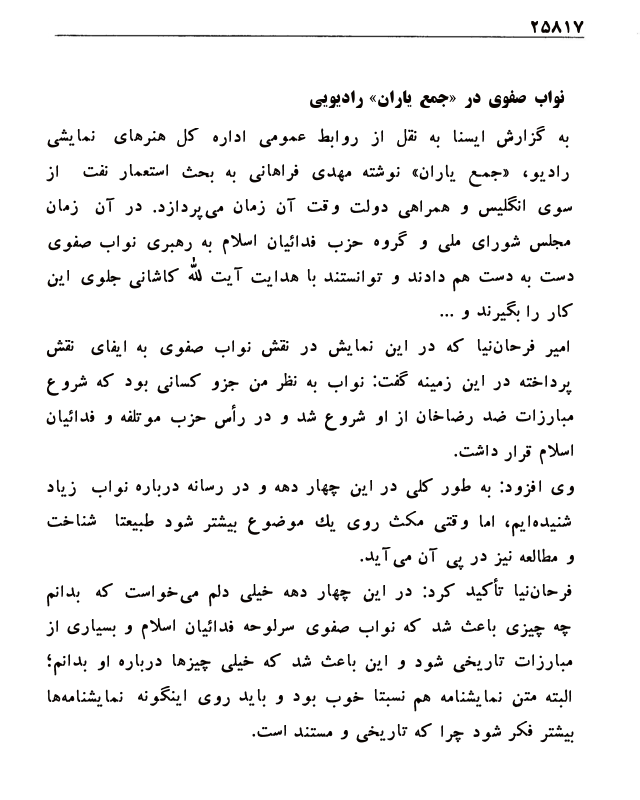 ۲۵۸۱۷
نواب صفوی در «جمع یاران» رادیویی
به گزارش ایسنا به نقل از روابط عمومی اداره کل هنرهای نمایشی
رادیو، «جمع یاران» نوشته مهدی فراهانی به بحث استعمار نفت از
سوی انگلیس و همراهی دولت وقت آن زمان می‌پردازد. در آن زمان
مجلس شورای ملی و گروه حزب فدائیان اسلام به رهبری نواب صفوی
دست به دست هم دادند و توانستند با هدایت آیت لله کاشانی جلوی این
کار را بگیرند و ...
امیر فرحان‌نیا که در این نمایش در نقش نواب صفوی به ایفای نقش
پرداخته در این زمینه گفت: نواب به نظر من جزو کسانی بود که شروع
مبارزات ضد رضاخان از او شروع شد و در رأس حزب موتلفه و فدائیان
اسلام قرار داشت.
وی افزود: به طور کلی در این چهار دهه و در رسانه درباره نواب زیاد
شنیده‌ایم، اما وقتی مکث روی یك موضوع بیشتر شود طبیعتا شناخت
و مطالعه نیز در پی آن می‌آید.
فرحان‌نیا تأکید کرد: در این چهار دهه خیلی دلم می‌خواست که بدانم
چه چیزی باعث شد که نواب صفوی سرلوحه فدائیان اسلام و بسیاری از
مبارزات تاریخی شود و این باعث شد که خیلی چیزها درباره او بدانم؛
البته متن نمایشنامه هم نسبتا خوب بود و باید روی اینگونه نمایشنامه‌ها
بیشتر فکر شود چرا که تاریخی و مستند است.